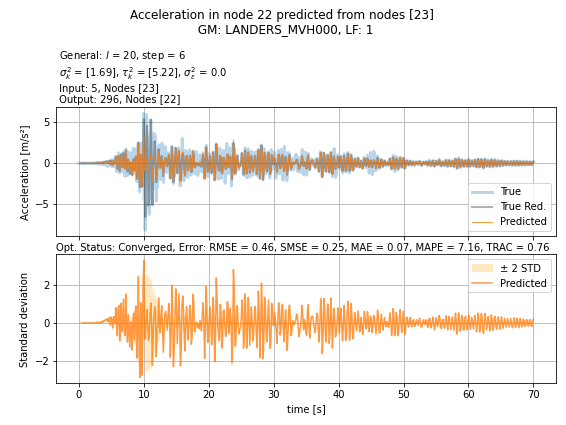 Acceleration in node 22 predicted from nodes [23]
GM: LANDERS_MVH000, LF: 1
General: l = 20, step = 6
σ²ₖ = [1.69], τ²ₖ = [5.22], σ²ε = 0.0
Input: 5, Nodes [23]
Output: 296, Nodes [22]
Acceleration [m/s²]
5
0
−5
True
True Red.
Predicted
Opt. Status: Converged, Error: RMSE = 0.46, SMSE = 0.25, MAE = 0.07, MAPE = 7.16, TRAC = 0.76
Standard deviation
2
0
−2
± 2 STD
Predicted
0 10 20 30 40 50 60 70
time [s]